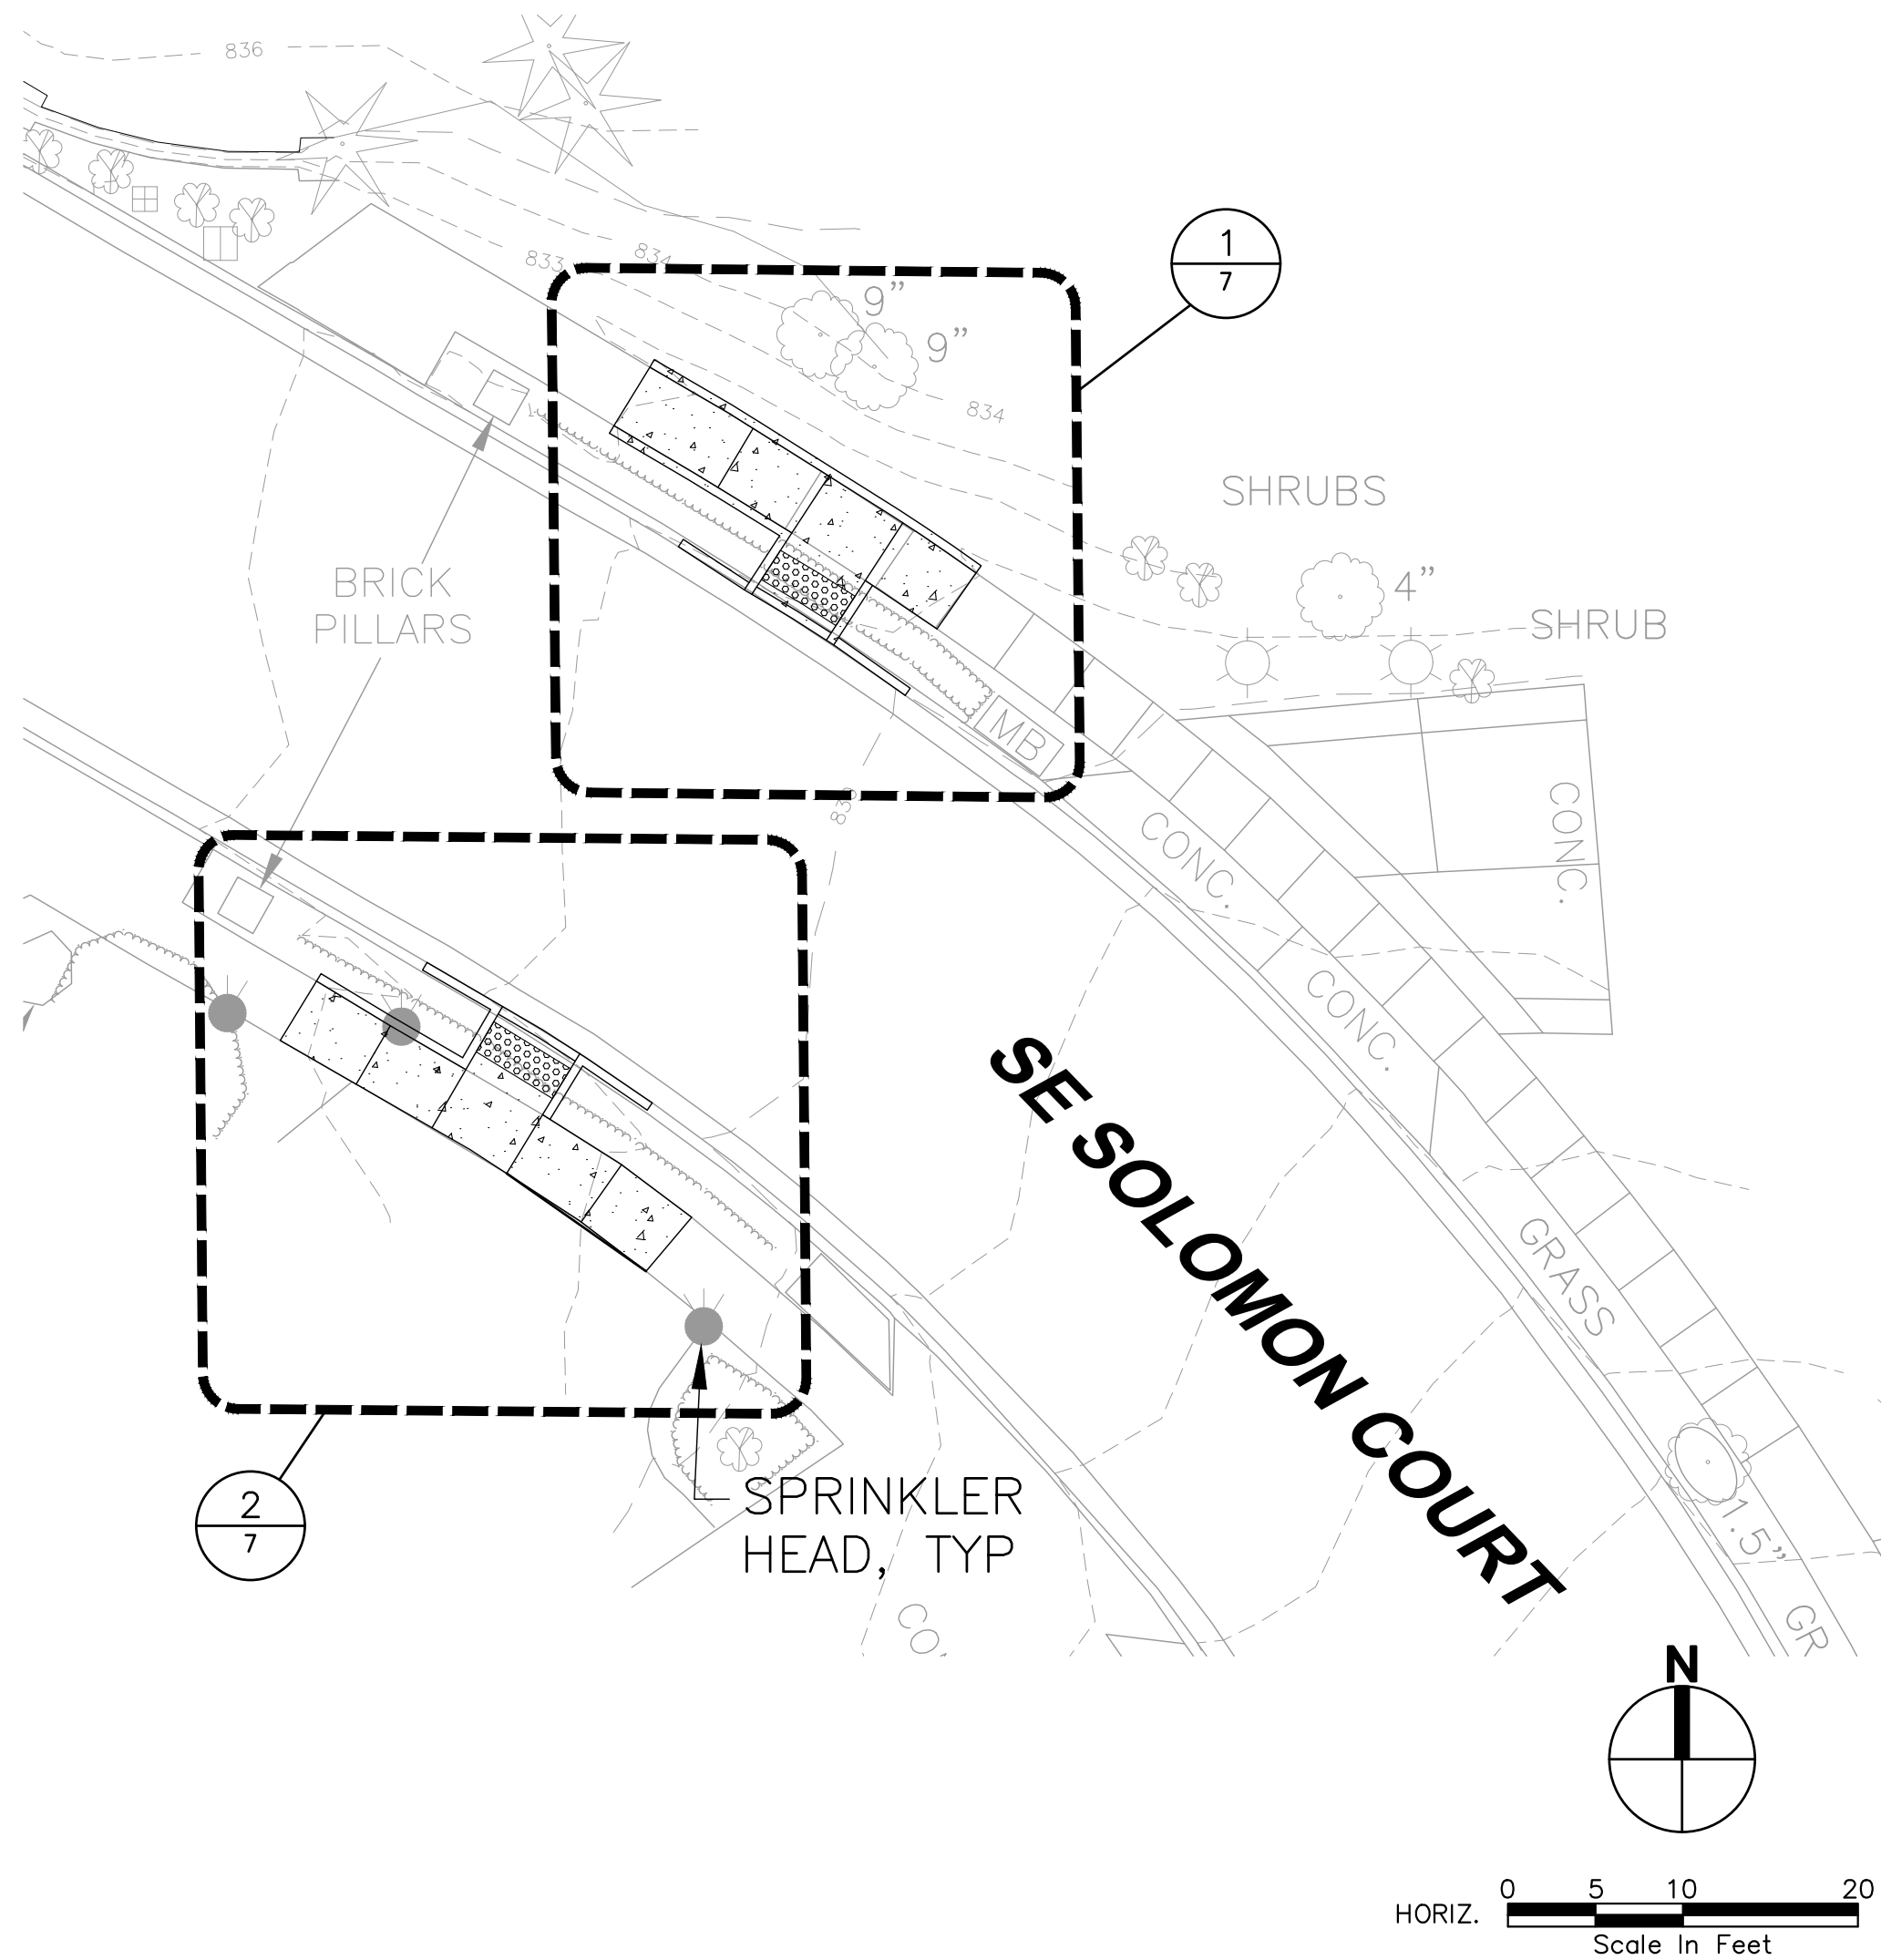 836
833
834
1
7
9”
9”
834
SHRUBS
BRICK
PILLARS
4”
SHRUB
MB
CONC.
CONC.
CONC.
SE SOLOMON COURT
GRASS
2
7
SPRINKLER
HEAD, TYP
1.5”
GR
N
HORIZ.
0 5 10 20
Scale In Feet